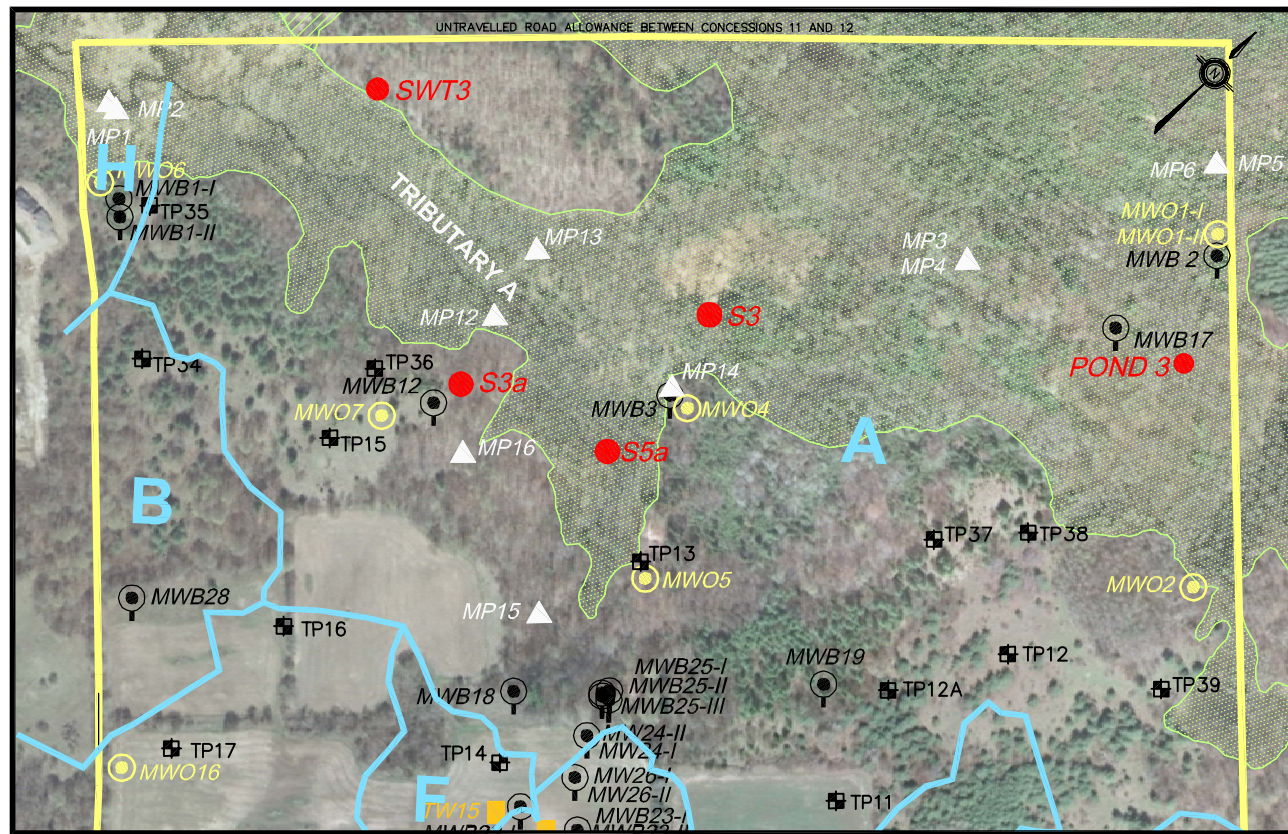 UNTRAVELLED ROAD ALLOWANCE BETWEEN CONCESSIONS 11 AND 12
SWT3
N
MP2
MP1
H
MWO6
MWB1-I
TP35
MWB1-II
TRIBUTARY A
MP13
MP12
MP3
MP4
MP6
MP5
MWO1-I
MWO1-II
MWB 2
MWB17
POND 3
S3
TP34
TP36
MWB12
S3a
MWO7
TP15
MP16
MP14
MWB3
MWO4
S5a
A
B
TP37
TP38
TP13
MWO5
MWO2
MWB28
MP15
TP16
TP12
MWB25-I
MWB25-II
MWB25-III
MWB18
MWB19
TP12A
TP39
MW24-II
MW24-I
TP17
MWO16
TP14
MW26-I
MW26-II
F
TW15
MWB23-I
TP11